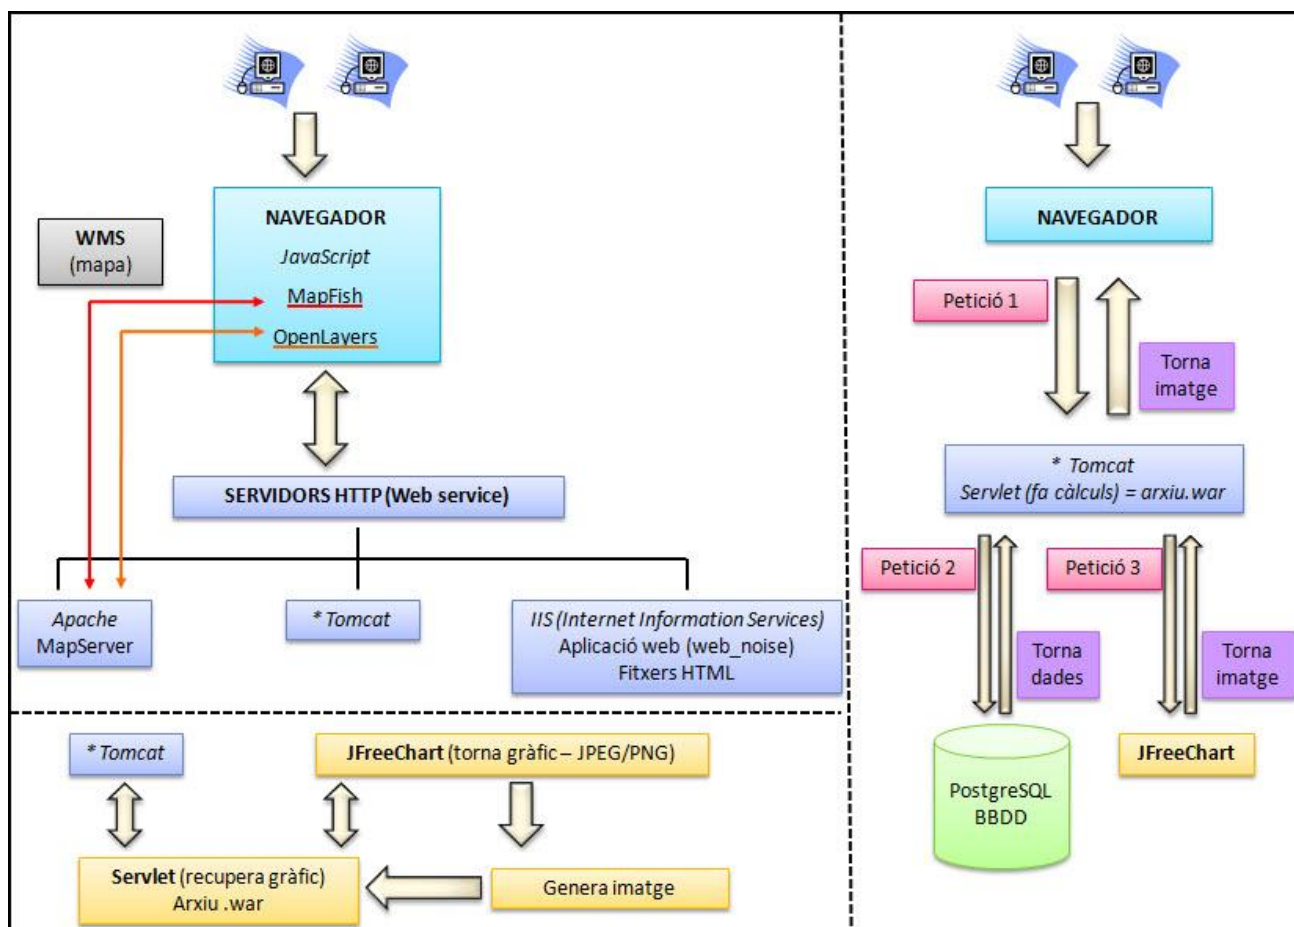 NAVEGADOR
JavaScript
MapFish
OpenLayers
WMS
(mapa)
SERVIDORS HTTP (Web service)
Apache
MapServer
* Tomcat
IIS (Internet Information Services)
Aplicació web (web_noise)
Fitxers HTML
* Tomcat
JFreeChart (torna gràfic – JPEG/PNG)
Servlet (recupera gràfic)
Arxiu .war
Genera imatge
NAVEGADOR
Petició 1
Torna
imatge
* Tomcat
Servlet (fa càlculs) = arxiu.war
Petició 2
Petició 3
Torna
dades
Torna
imatge
PostgreSQL
BBDD
JFreeChart